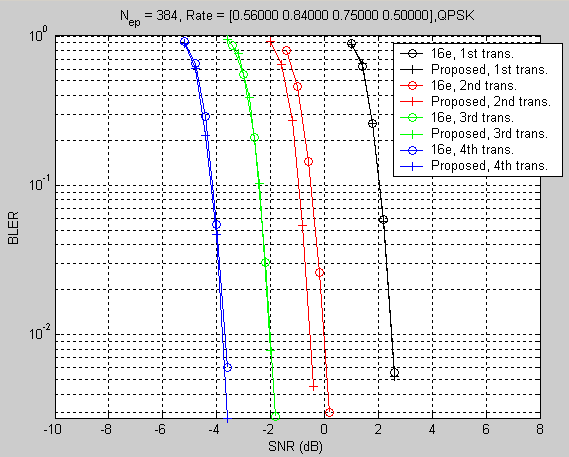 N_ep = 384, Rate = [0.56000 0.84000 0.75000 0.50000],QPSK
10^0
16e, 1st trans.
Proposed, 1st trans.
16e, 2nd trans.
Proposed, 2nd trans.
16e, 3rd trans.
Proposed, 3rd trans.
16e, 4th trans.
Proposed, 4th trans.
10^-1
BLER
10^-2
-10 -8 -6 -4 -2 0 2 4 6 8
SNR (dB)